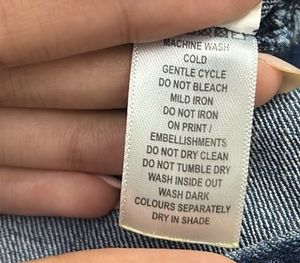 MACHINE WASH
COLD
GENTLE CYCLE
DO NOT BLEACH
MILD IRON
DO NOT IRON
ON PRINT /
EMBELLISHMENTS
DO NOT DRY CLEAN
DO NOT TUMBLE DRY
WASH INSIDE OUT
WASH DARK
COLOURS SEPARATELY
DRY IN SHADE